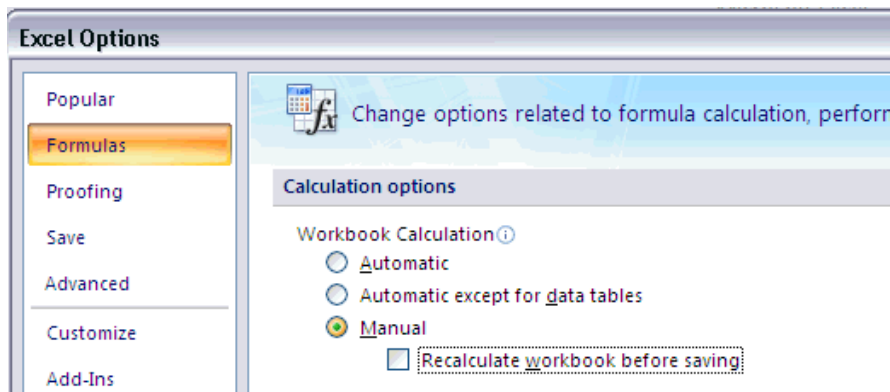 Excel Options
Popular
Formulas
Proofing
Save
Advanced
Customize
Add-Ins
Change options related to formula calculation, perforn
Calculation options
Workbook Calculation
Automatic
Automatic except for data tables
Manual
Recalculate workbook before saving